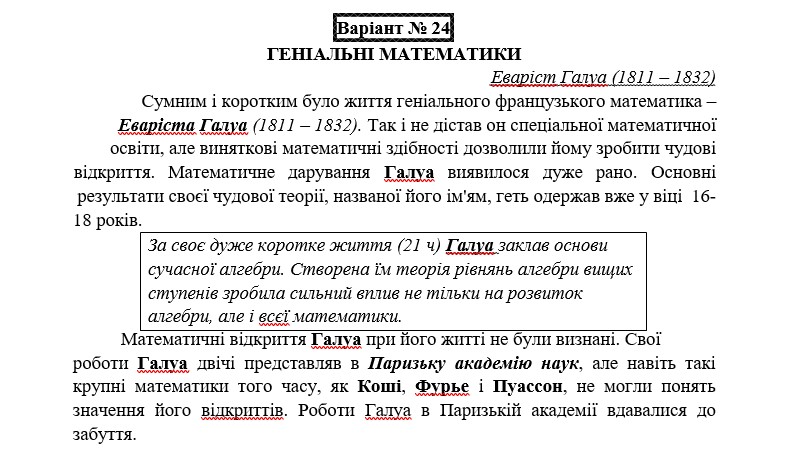 Варіант № 24
ГЕНІАЛЬНІ МАТЕМАТИКИ
Еваріст Галуа (1811 – 1832)
Сумним і коротким було життя геніального французького математика –
Еваріста Галуа (1811 – 1832). Так і не дістав он спеціальної математичної
освіти, але виняткові математичні здібності дозволили йому зробити чудові
відкриття. Математичне дарування Галуа виявилося дуже рано. Основні
результати своєї чудової теорії, названої його ім'ям, геть одержав вже у віці 16-
18 років.
За своє дуже коротке життя (21 ч) Галуа заклав основи
сучасної алгебри. Створена їм теорія рівнянь алгебри вищих
ступенів зробила сильний вплив не тільки на розвиток
алгебри, але і всєї математики.
Математичні відкриття Галуа при його житті не були визнані. Свої
роботи Галуа двічі представляв в Паризьку академію наук, але навіть такі
крупні математики того часу, як Коші, Фурье і Пуассон, не могли понять
значення його відкриттів. Роботи Галуа в Паризькій академії вдавалися до
забуття.